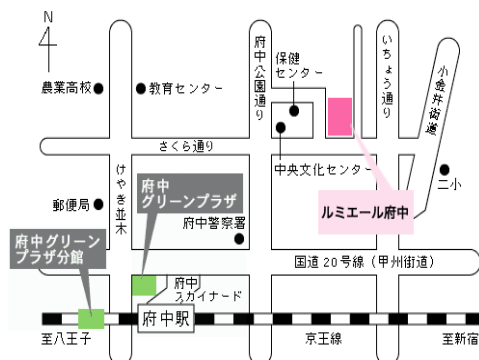 N
府中公園通り
いちょう通り
小金井街道
保健
センター
農業高校
教育センター
さくら通り
中央文化センター
けやき並木
二小
郵便局
府中
グリーンプラザ
ルミエール府中
府中警察署
府中グリーン
プラザ分館
国道20号線(甲州街道)
府中
スカイナード
府中駅
至八王子
京王線
至新宿